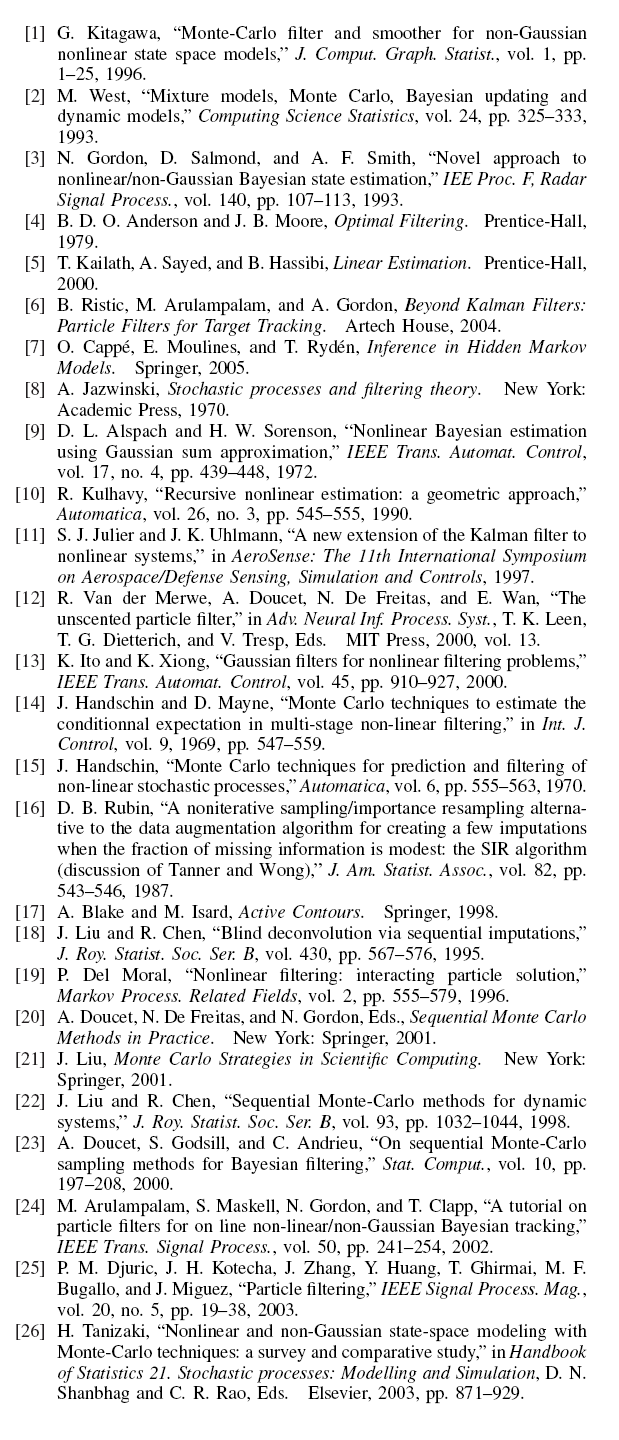 [1] G. Kitagawa, “Monte-Carlo filter and smoother for non-Gaussian
nonlinear state space models,” J. Comput. Graph. Statist., vol. 1, pp.
1–25, 1996.
[2] M. West, “Mixture models, Monte Carlo, Bayesian updating and
dynamic models,” Computing Science Statistics, vol. 24, pp. 325–333,
1993.
[3] N. Gordon, D. Salmond, and A. F. Smith, “Novel approach to
nonlinear/non-Gaussian Bayesian state estimation,” IEE Proc. F, Radar
Signal Process., vol. 140, pp. 107–113, 1993.
[4] B. D. O. Anderson and J. B. Moore, Optimal Filtering. Prentice-Hall,
1979.
[5] T. Kailath, A. Sayed, and B. Hassibi, Linear Estimation. Prentice-Hall,
2000.
[6] B. Ristic, M. Arulampalam, and A. Gordon, Beyond Kalman Filters:
Particle Filters for Target Tracking. Artech House, 2004.
[7] O. Cappé, E. Moulines, and T. Rydén, Inference in Hidden Markov
Models. Springer, 2005.
[8] A. Jazwinski, Stochastic processes and filtering theory. New York:
Academic Press, 1970.
[9] D. L. Alspach and H. W. Sorenson, “Nonlinear Bayesian estimation
using Gaussian sum approximation,” IEEE Trans. Automat. Control,
vol. 17, no. 4, pp. 439–448, 1972.
[10] R. Kulhavy, “Recursive nonlinear estimation: a geometric approach,”
Automatica, vol. 26, no. 3, pp. 545–555, 1990.
[11] S. J. Julier and J. K. Uhlmann, “A new extension of the Kalman filter to
nonlinear systems,” in AeroSense: The 11th International Symposium
on Aerospace/Defense Sensing, Simulation and Controls, 1997.
[12] R. Van der Merwe, A. Doucet, N. De Freitas, and E. Wan, “The
unscented particle filter,” in Adv. Neural Inf. Process. Syst., T. K. Leen,
T. G. Dietterich, and V. Tresp, Eds. MIT Press, 2000, vol. 13.
[13] K. Ito and K. Xiong, “Gaussian filters for nonlinear filtering problems,”
IEEE Trans. Automat. Control, vol. 45, pp. 910–927, 2000.
[14] J. Handschin and D. Mayne, “Monte Carlo techniques to estimate the
conditionnal expectation in multi-stage non-linear filtering,” in Int. J.
Control, vol. 9, 1969, pp. 547–559.
[15] J. Handschin, “Monte Carlo techniques for prediction and filtering of
non-linear stochastic processes,” Automatica, vol. 6, pp. 555–563, 1970.
[16] D. B. Rubin, “A noniterative sampling/importance resampling alterna-
tive to the data augmentation algorithm for creating a few imputations
when the fraction of missing information is modest: the SIR algorithm
(discussion of Tanner and Wong),” J. Am. Statist. Assoc., vol. 82, pp.
543–546, 1987.
[17] A. Blake and M. Isard, Active Contours. Springer, 1998.
[18] J. Liu and R. Chen, “Blind deconvolution via sequential imputations,”
J. Roy. Statist. Soc. Ser. B, vol. 430, pp. 567–576, 1995.
[19] P. Del Moral, “Nonlinear filtering: interacting particle solution,”
Markov Process. Related Fields, vol. 2, pp. 555–579, 1996.
[20] A. Doucet, N. De Freitas, and N. Gordon, Eds., Sequential Monte Carlo
Methods in Practice. New York: Springer, 2001.
[21] J. Liu, Monte Carlo Strategies in Scientific Computing. New York:
Springer, 2001.
[22] J. Liu and R. Chen, “Sequential Monte-Carlo methods for dynamic
systems,” J. Roy. Statist. Soc. Ser. B, vol. 93, pp. 1032–1044, 1998.
[23] A. Doucet, S. Godsill, and C. Andrieu, “On sequential Monte-Carlo
sampling methods for Bayesian filtering,” Stat. Comput., vol. 10, pp.
197–208, 2000.
[24] M. Arulampalam, S. Maskell, N. Gordon, and T. Clapp, “A tutorial on
particle filters for on line non-linear/non-Gaussian Bayesian tracking,”
IEEE Trans. Signal Process., vol. 50, pp. 241–254, 2002.
[25] P. M. Djuric, J. H. Kotecha, J. Zhang, Y. Huang, T. Ghirmai, M. F.
Bugallo, and J. Miguez, “Particle filtering,” IEEE Signal Process. Mag.,
vol. 20, no. 5, pp. 19–38, 2003.
[26] H. Tanizaki, “Nonlinear and non-Gaussian state-space modeling with
Monte-Carlo techniques: a survey and comparative study,” in Handbook
of Statistics 21. Stochastic processes: Modelling and Simulation, D. N.
Shanbhag and C. R. Rao, Eds. Elsevier, 2003, pp. 871–929.